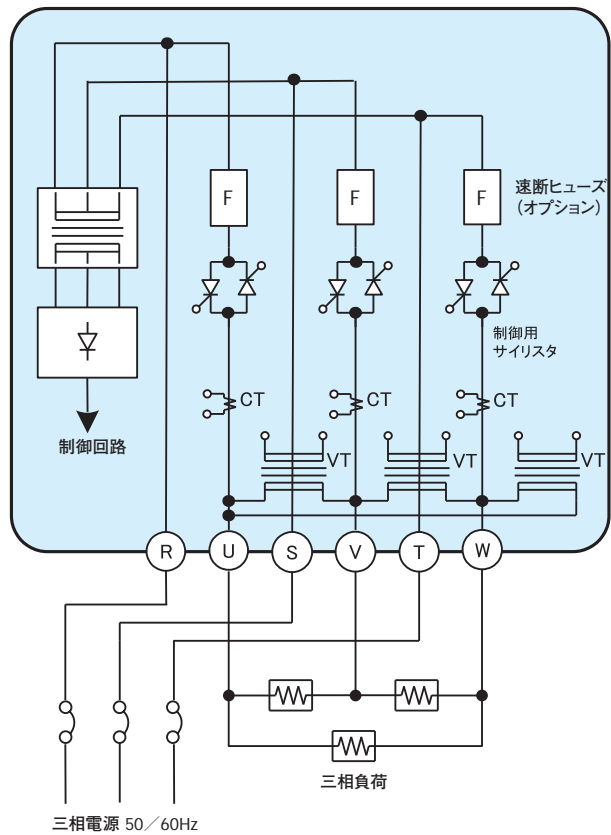 F
F
F
速断ヒューズ
(オプション)
制御用
サイリスタ
CT
CT
CT
制御回路
VT
VT
VT
R
U
S
V
T
W
三相負荷
三相電源 50／60Hz